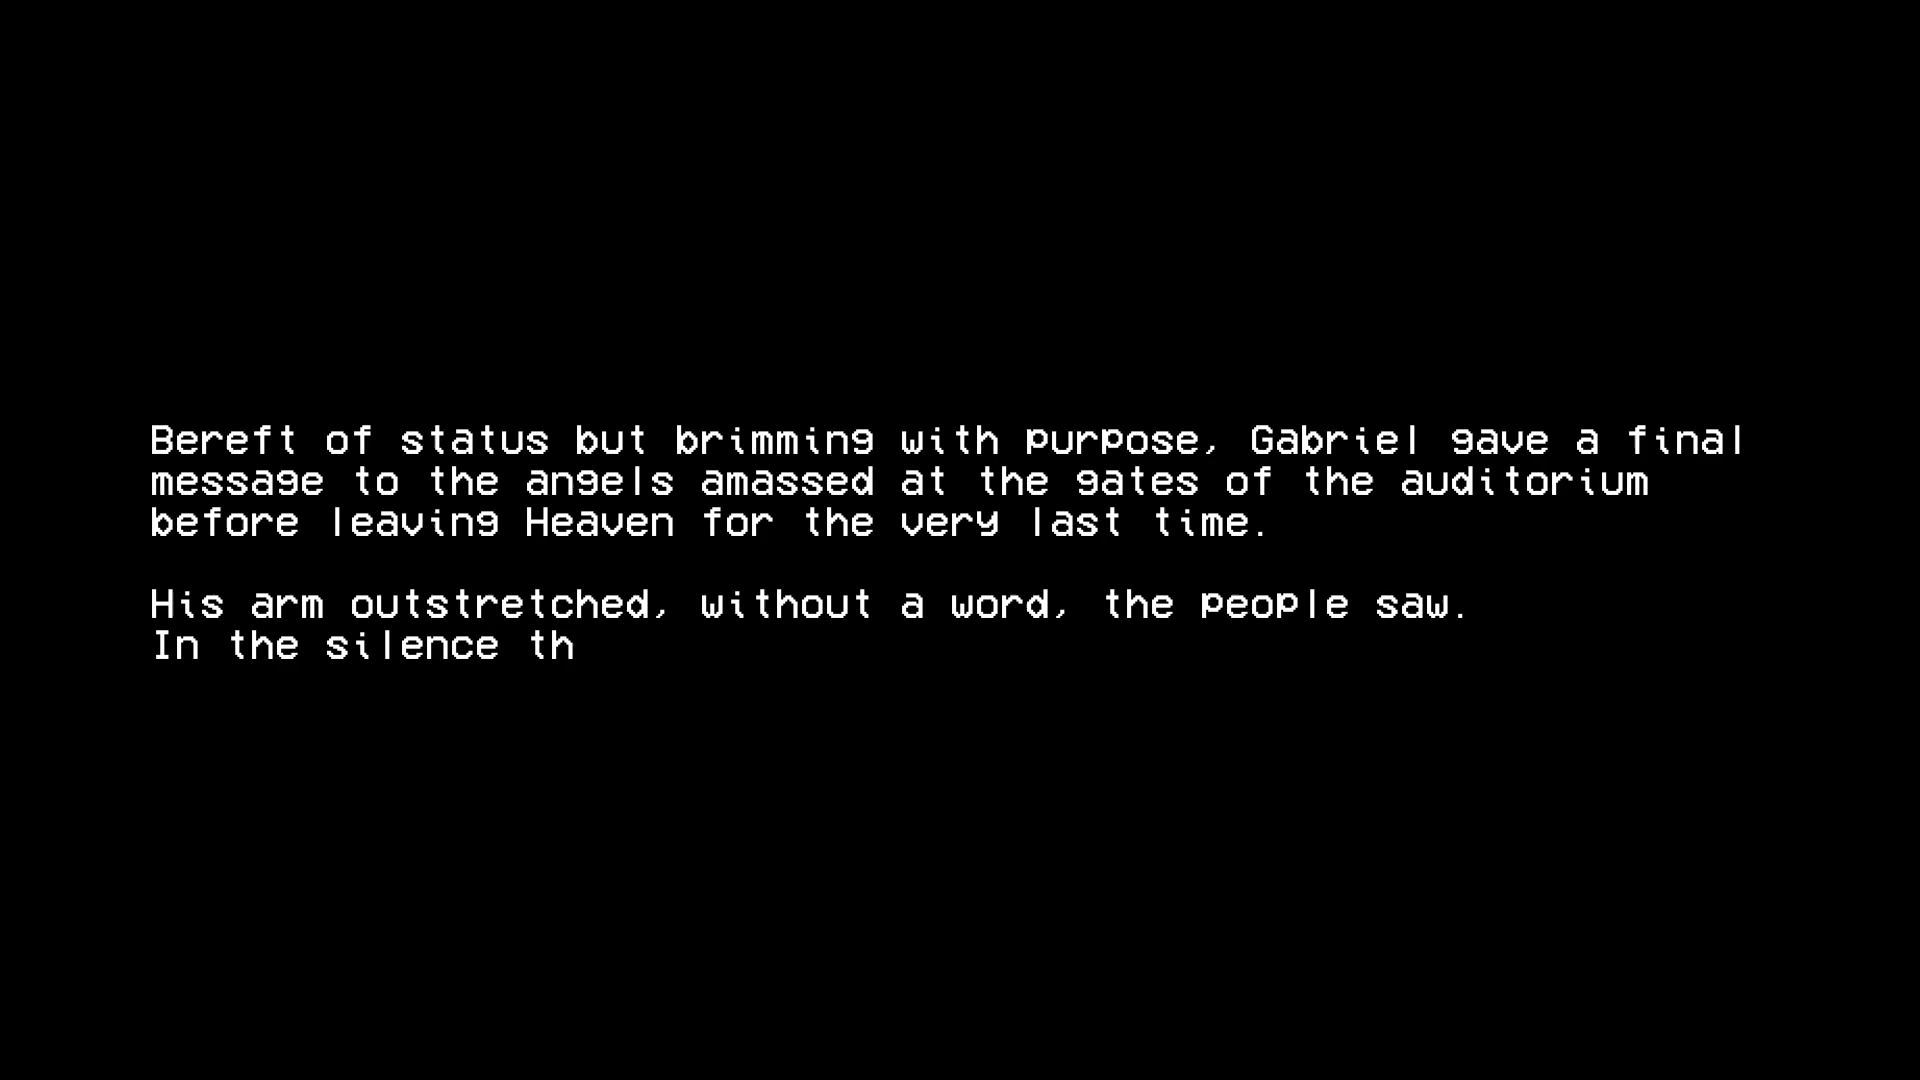 Bereft of status but brimming with purpose, Gabriel gave a final
message to the angels amassed at the gates of the auditorium
before leaving Heaven for the very last time.
His arm outstretched, without a word, the people saw.
In the silence th